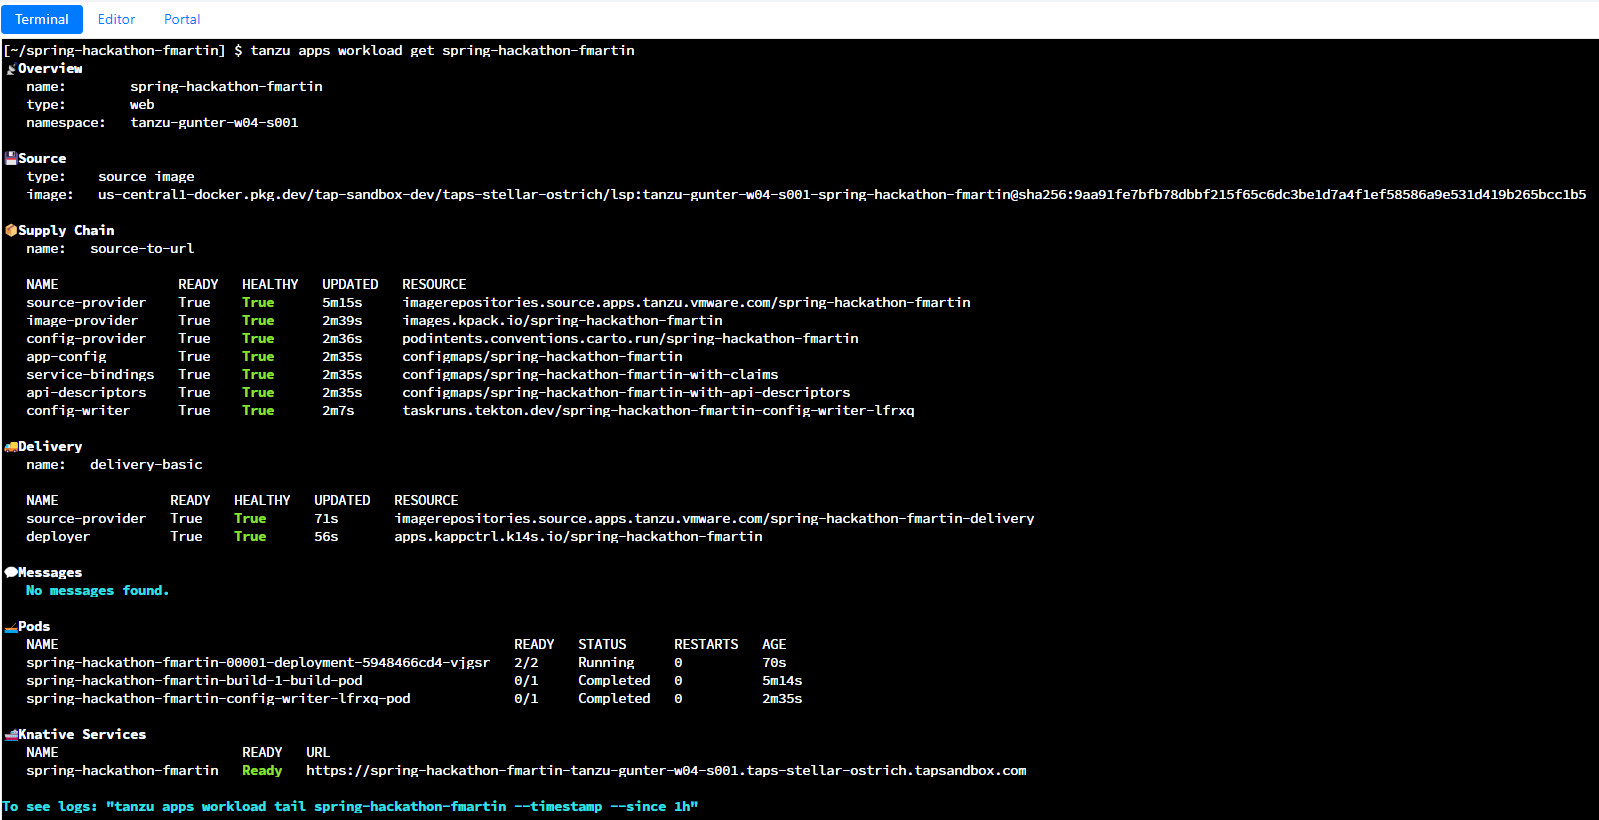 Terminal Editor Portal
[~/spring-hackathon-fmartin] $ tanzu apps workload get spring-hackathon-fmartin
Overview
name: spring-hackathon-fmartin
type: web
namespace: tanzu-gunter-w04-s001
Source
type: source image
image: us-central1-docker.pkg.dev/tap-sandbox-dev/taps-stellar-ostrich/lsp:tanzu-gunter-w04-s001-spring-hackathon-fmartin@sha256:9aa91fe7bfb78dbbf215f65c6dc3be1d7a4f1ef58586a9e531d419b265bcc1b5
Supply Chain
name: source-to-url
NAME READY HEALTHY UPDATED RESOURCE
source-provider True True 5m15s imagerepositories.source.apps.tanzu.vmware.com/spring-hackathon-fmartin
image-provider True True 2m39s images.kpack.io/spring-hackathon-fmartin
config-provider True True 2m36s podintents.conventions.carto.run/spring-hackathon-fmartin
app-config True True 2m35s configmaps/spring-hackathon-fmartin
service-bindings True True 2m35s configmaps/spring-hackathon-fmartin-with-claims
api-descriptors True True 2m35s configmaps/spring-hackathon-fmartin-with-api-descriptors
config-writer True True 2m7s taskruns.tekton.dev/spring-hackathon-fmartin-config-writer-lfrxq
Delivery
name: delivery-basic
NAME READY HEALTHY UPDATED RESOURCE
source-provider True True 71s imagerepositories.source.apps.tanzu.vmware.com/spring-hackathon-fmartin-delivery
deployer True True 56s apps.kappctrl.k14s.io/spring-hackathon-fmartin
Messages
No messages found.
Pods
NAME READY STATUS RESTARTS AGE
spring-hackathon-fmartin-00001-deployment-5948466cd4-vjgsr 2/2 Running 0 70s
spring-hackathon-fmartin-build-1-build-pod 0/1 Completed 0 5m14s
spring-hackathon-fmartin-config-writer-lfrxq-pod 0/1 Completed 0 2m35s
Knative Services
NAME READY URL
spring-hackathon-fmartin Ready https://spring-hackathon-fmartin-tanzu-gunter-w04-s001.taps-stellar-ostrich.tapsandbox.com
To see logs: "tanzu apps workload tail spring-hackathon-fmartin --timestamp --since 1h"